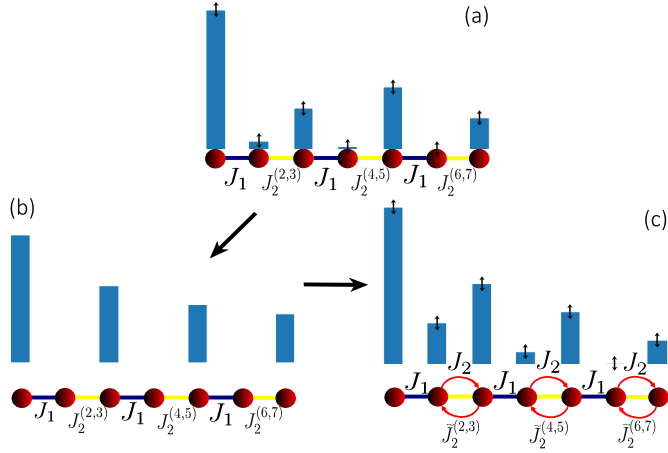 (a)
J₁ J₂^(2,3) J₁ J₂^(4,5) J₁ J₂^(6,7)
(b)
J₁ J₂^(2,3) J₁ J₂^(4,5) J₁ J₂^(6,7)
(c)
J₂ J₂ J₂
J₁ J₁ J₁
J̃₂^(2,3) J̃₂^(4,5) J̃₂^(6,7)